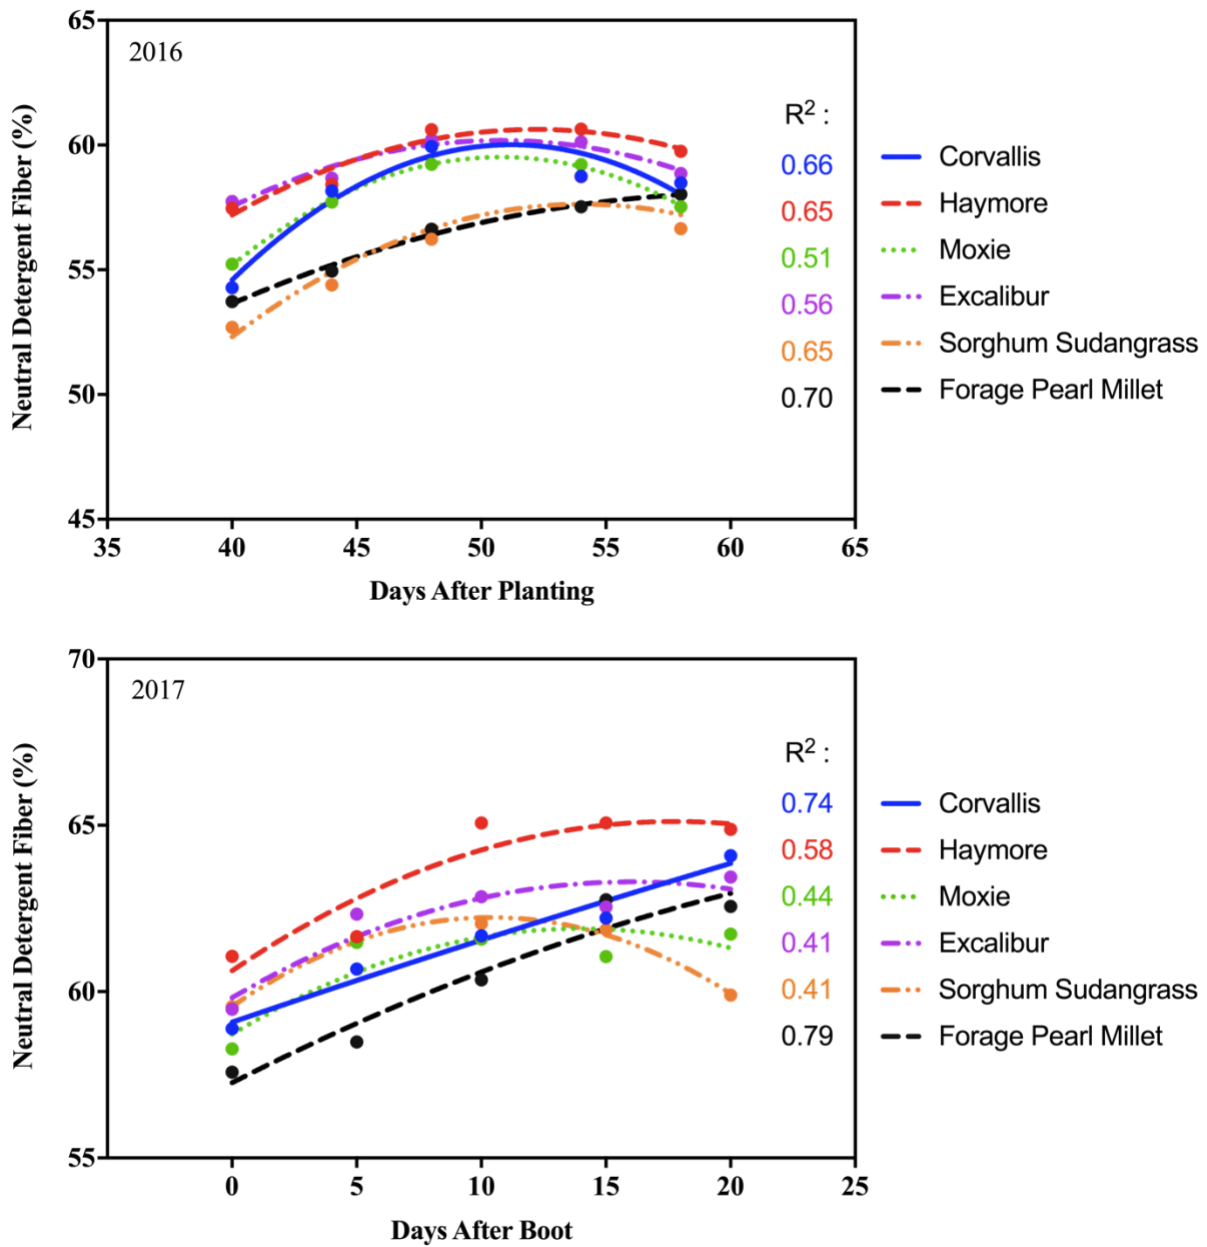 65
2016
60
55
50
45
Neutral Detergent Fiber (%)
R2 :
0.66
0.65
0.51
0.56
0.65
0.70
Corvallis
Haymore
Moxie
Excalibur
Sorghum Sudangrass
Forage Pearl Millet
35 40 45 50 55 60 65
Days After Planting
70
2017
65
60
55
Neutral Detergent Fiber (%)
R2 :
0.74
0.58
0.44
0.41
0.41
0.79
Corvallis
Haymore
Moxie
Excalibur
Sorghum Sudangrass
Forage Pearl Millet
0 5 10 15 20 25
Days After Boot